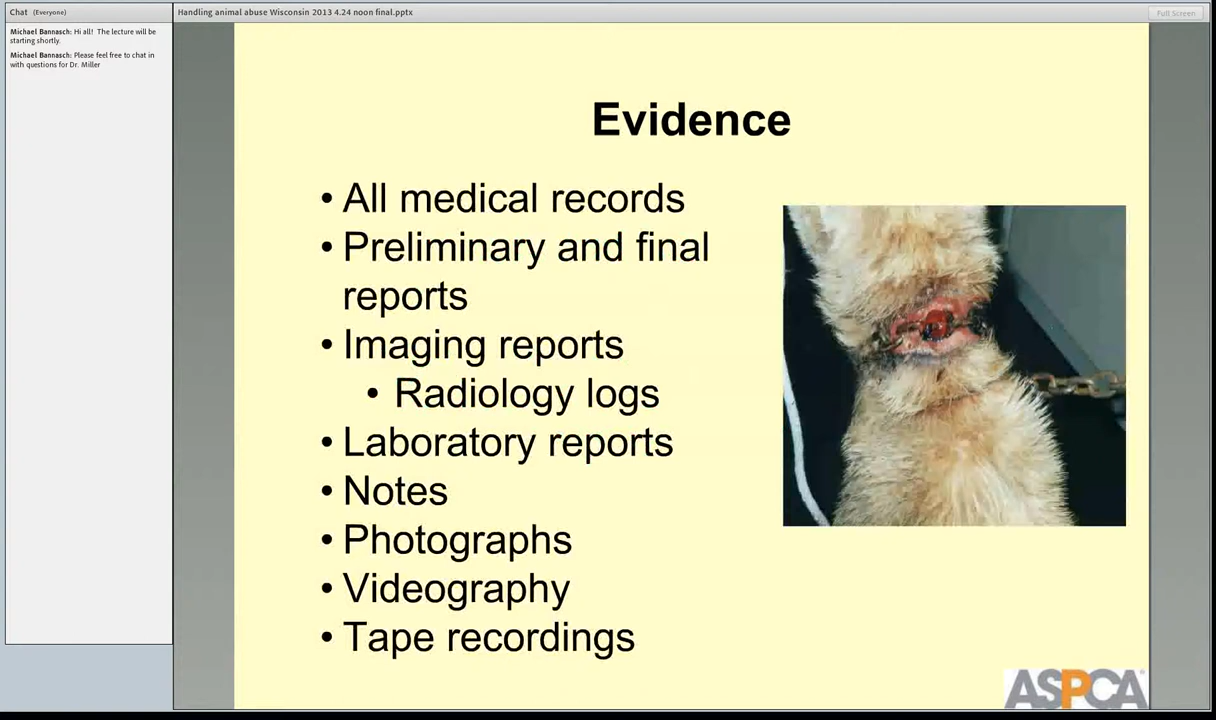 Chat (Everyone)
Michael Bannasch: Hi all! The lecture will be
starting shortly.
Michael Bannasch: Please feel free to chat in
with questions for Dr. Miller
Handling animal abuse Wisconsin 2013 4.24 noon final.pptx
Full Screen
Evidence
• All medical records
• Preliminary and final
reports
• Imaging reports
• Radiology logs
• Laboratory reports
• Notes
• Photographs
• Videography
• Tape recordings
ASPCA